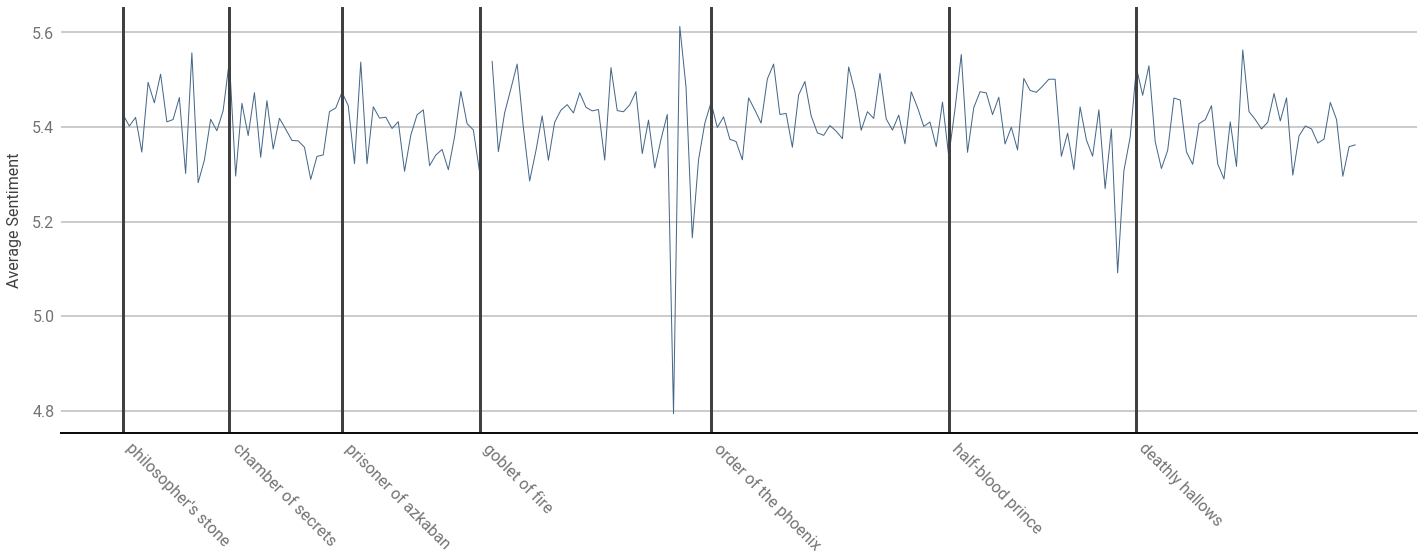 5.6
5.4
5.2
5.0
4.8
Average Sentiment
philosopher's stone
chamber of secrets
prisoner of azkaban
goblet of fire
order of the phoenix
half-blood prince
deathly hallows